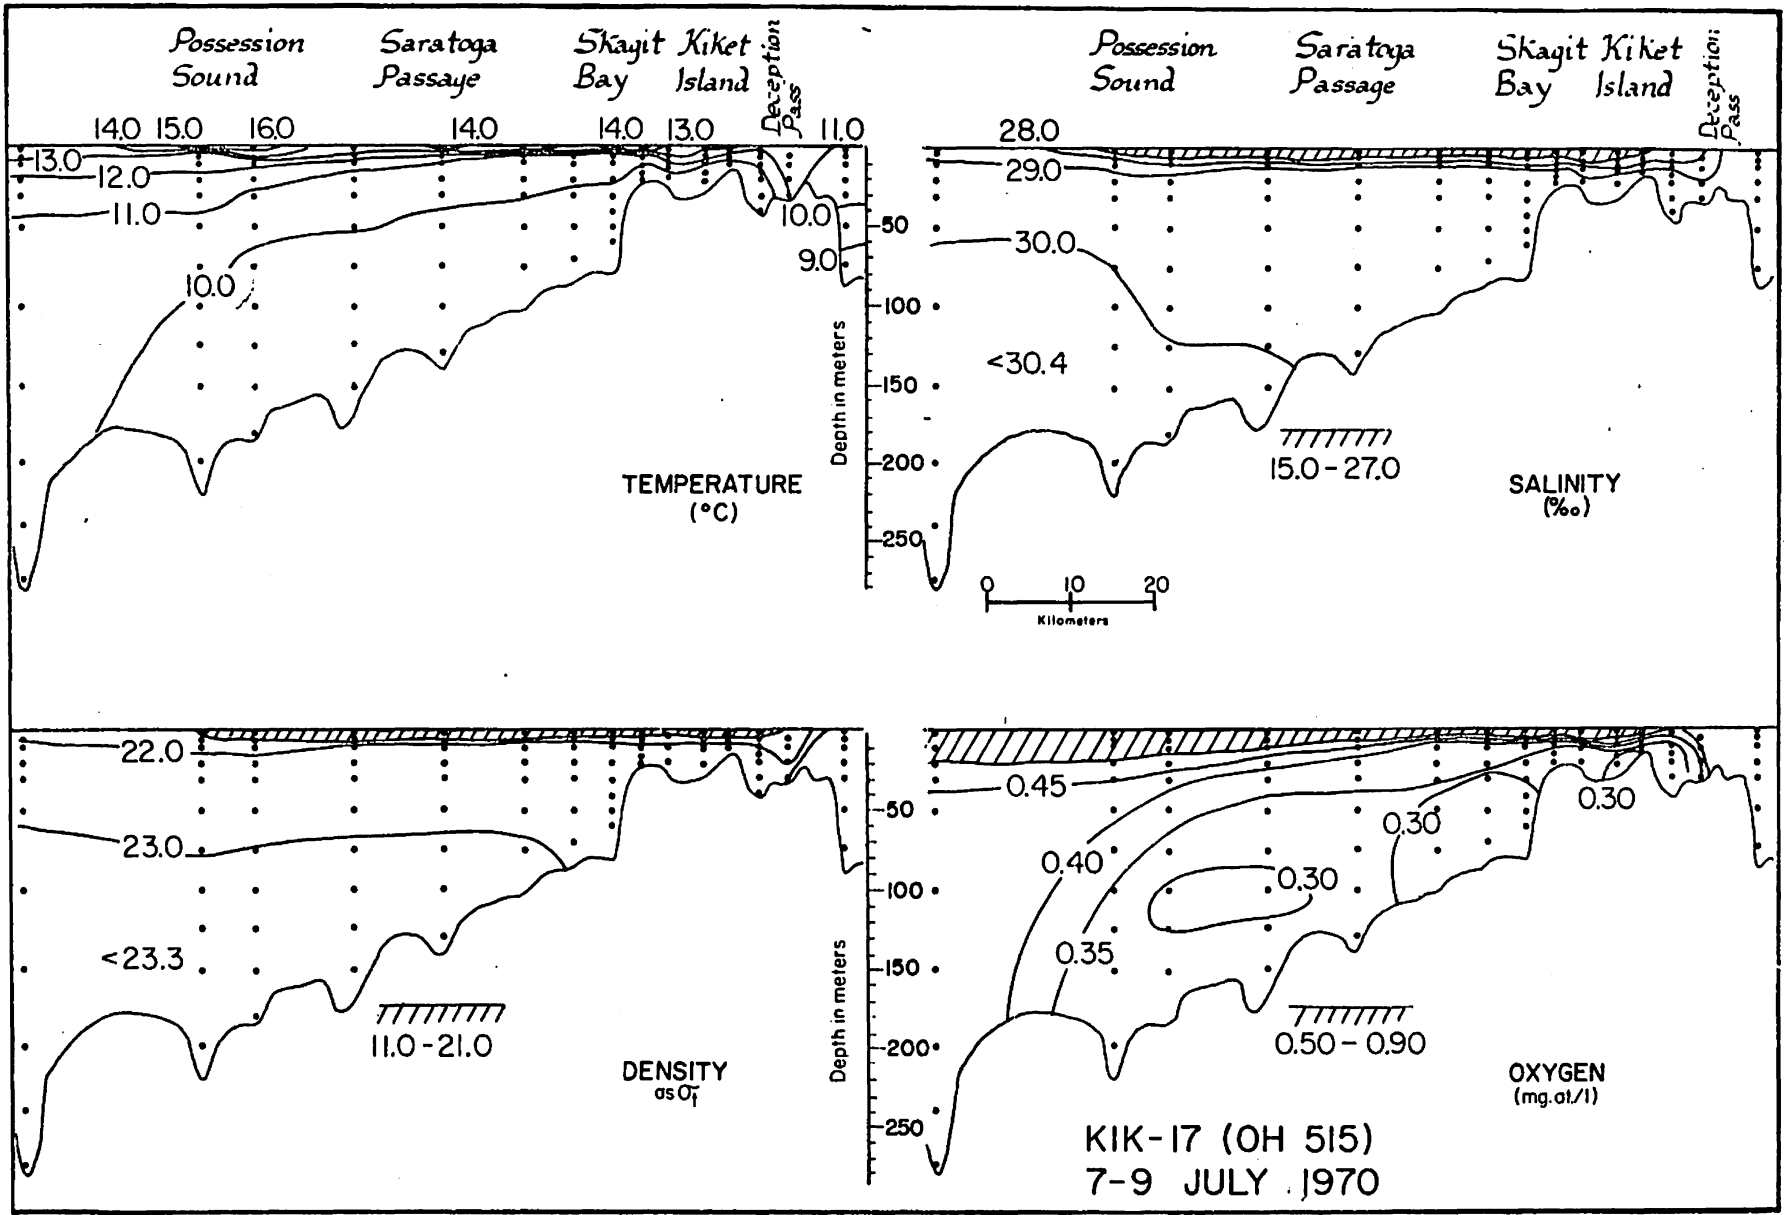 Possession Sound
Saratoga Passage
Skagit Bay
Kiket Island
Deception Pass
14.0 15.0 16.0 14.0 14.0 13.0 11.0
13.0
12.0
11.0
10.0
10.0
9.0
TEMPERATURE
(°C)
50
100
150
200
250
Depth in meters
Possession Sound
Saratoga Passage
Skagit Bay
Kiket Island
Deception Pass
28.0
29.0
30.0
<30.4
15.0-27.0
SALINITY
(‰)
0 10 20
Kilometers
22.0
23.0
<23.3
11.0-21.0
DENSITY
as σt
50
100
150
200
250
Depth in meters
0.45
0.40
0.35
0.30
0.30
0.30
0.50-0.90
OXYGEN
(mg.at./l)
KIK-17 (OH 515)
7-9 JULY 1970